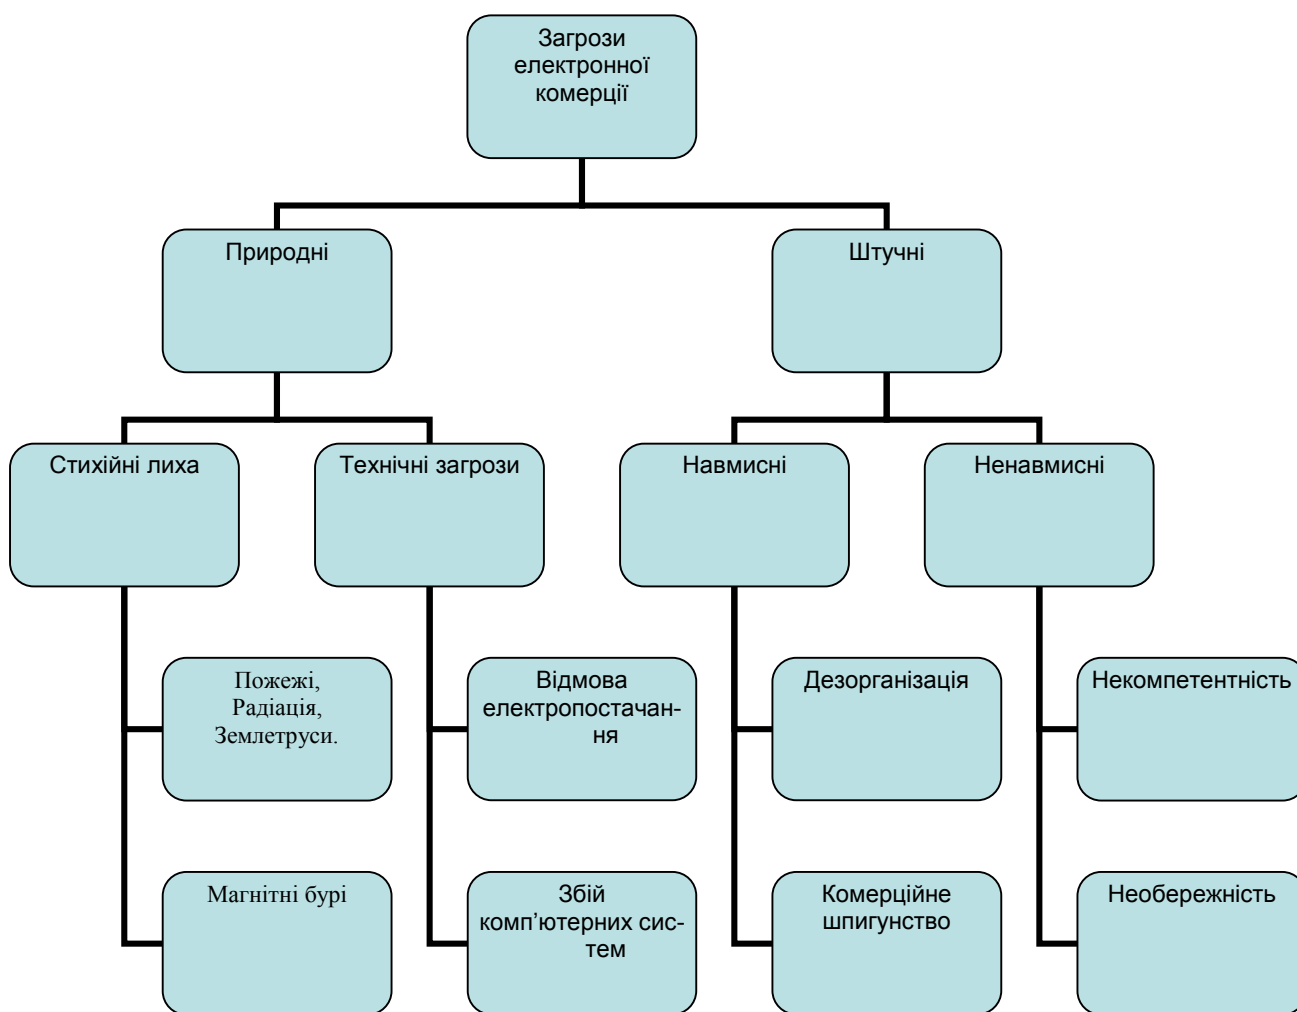 Загрози
електронної
комерції
Природні
Штучні
Стихійні лиха
Технічні загрози
Навмисні
Ненавмисні
Пожежі,
Радіація,
Землетруси.
Відмова
електропостачан-
ня
Дезорганізація
Некомпетентність
Магнітні бурі
Збій
комп’ютерних сис-
тем
Комерційне
шпигунство
Необережність